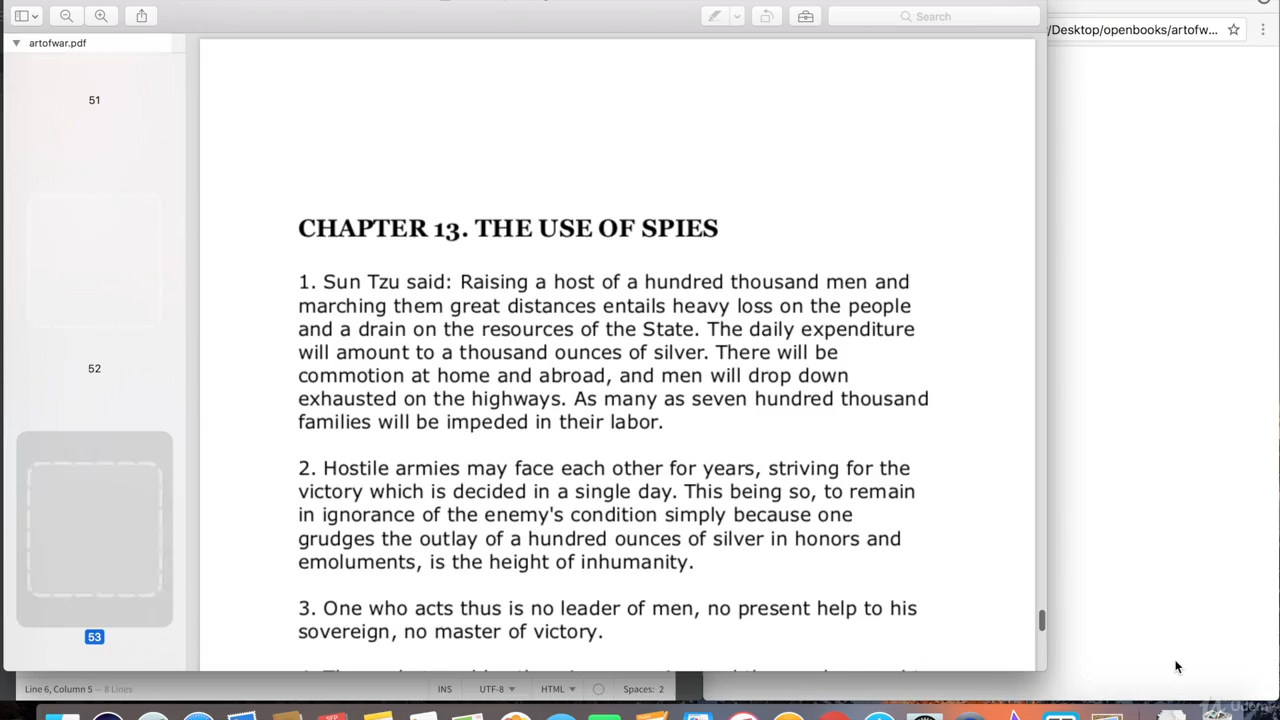 Search
artofwar.pdf
/Desktop/openbooks/artofw...
51
52
53
CHAPTER 13. THE USE OF SPIES
1. Sun Tzu said: Raising a host of a hundred thousand men and
marching them great distances entails heavy loss on the people
and a drain on the resources of the State. The daily expenditure
will amount to a thousand ounces of silver. There will be
commotion at home and abroad, and men will drop down
exhausted on the highways. As many as seven hundred thousand
families will be impeded in their labor.
2. Hostile armies may face each other for years, striving for the
victory which is decided in a single day. This being so, to remain
in ignorance of the enemy's condition simply because one
grudges the outlay of a hundred ounces of silver in honors and
emoluments, is the height of inhumanity.
3. One who acts thus is no leader of men, no present help to his
sovereign, no master of victory.
Line 6, Column 5 — 8 Lines
INS
UTF-8
HTML
Spaces: 2